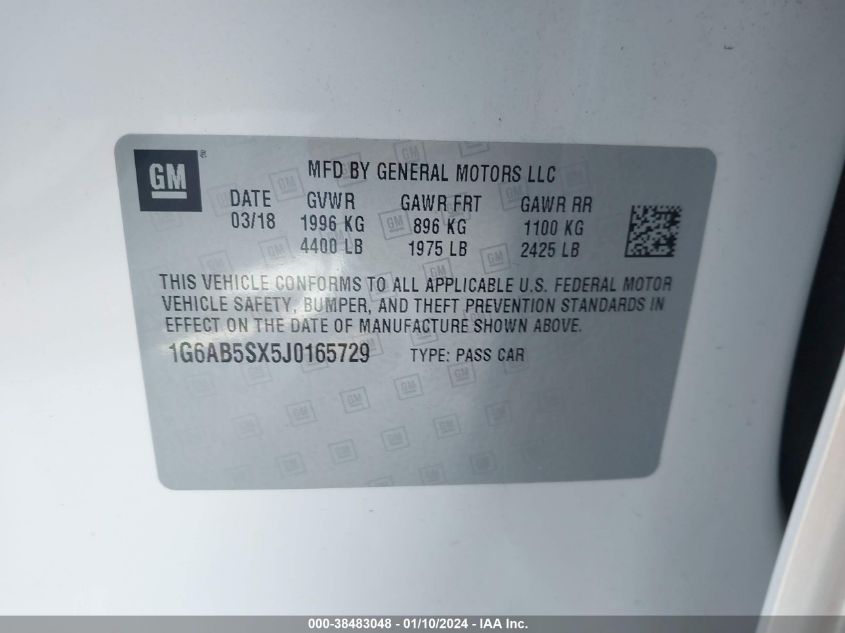 GM
MFD BY GENERAL MOTORS LLC
DATE GVWR GAWR FRT GAWR RR
03/18 1996 KG 896 KG 1100 KG
4400 LB 1975 LB 2425 LB
THIS VEHICLE CONFORMS TO ALL APPLICABLE U.S. FEDERAL MOTOR
VEHICLE SAFETY, BUMPER, AND THEFT PREVENTION STANDARDS IN
EFFECT ON THE DATE OF MANUFACTURE SHOWN ABOVE.
1G6AB5SX5J0165729 TYPE: PASS CAR
000-38483048 - 01/10/2024 - IAA Inc.